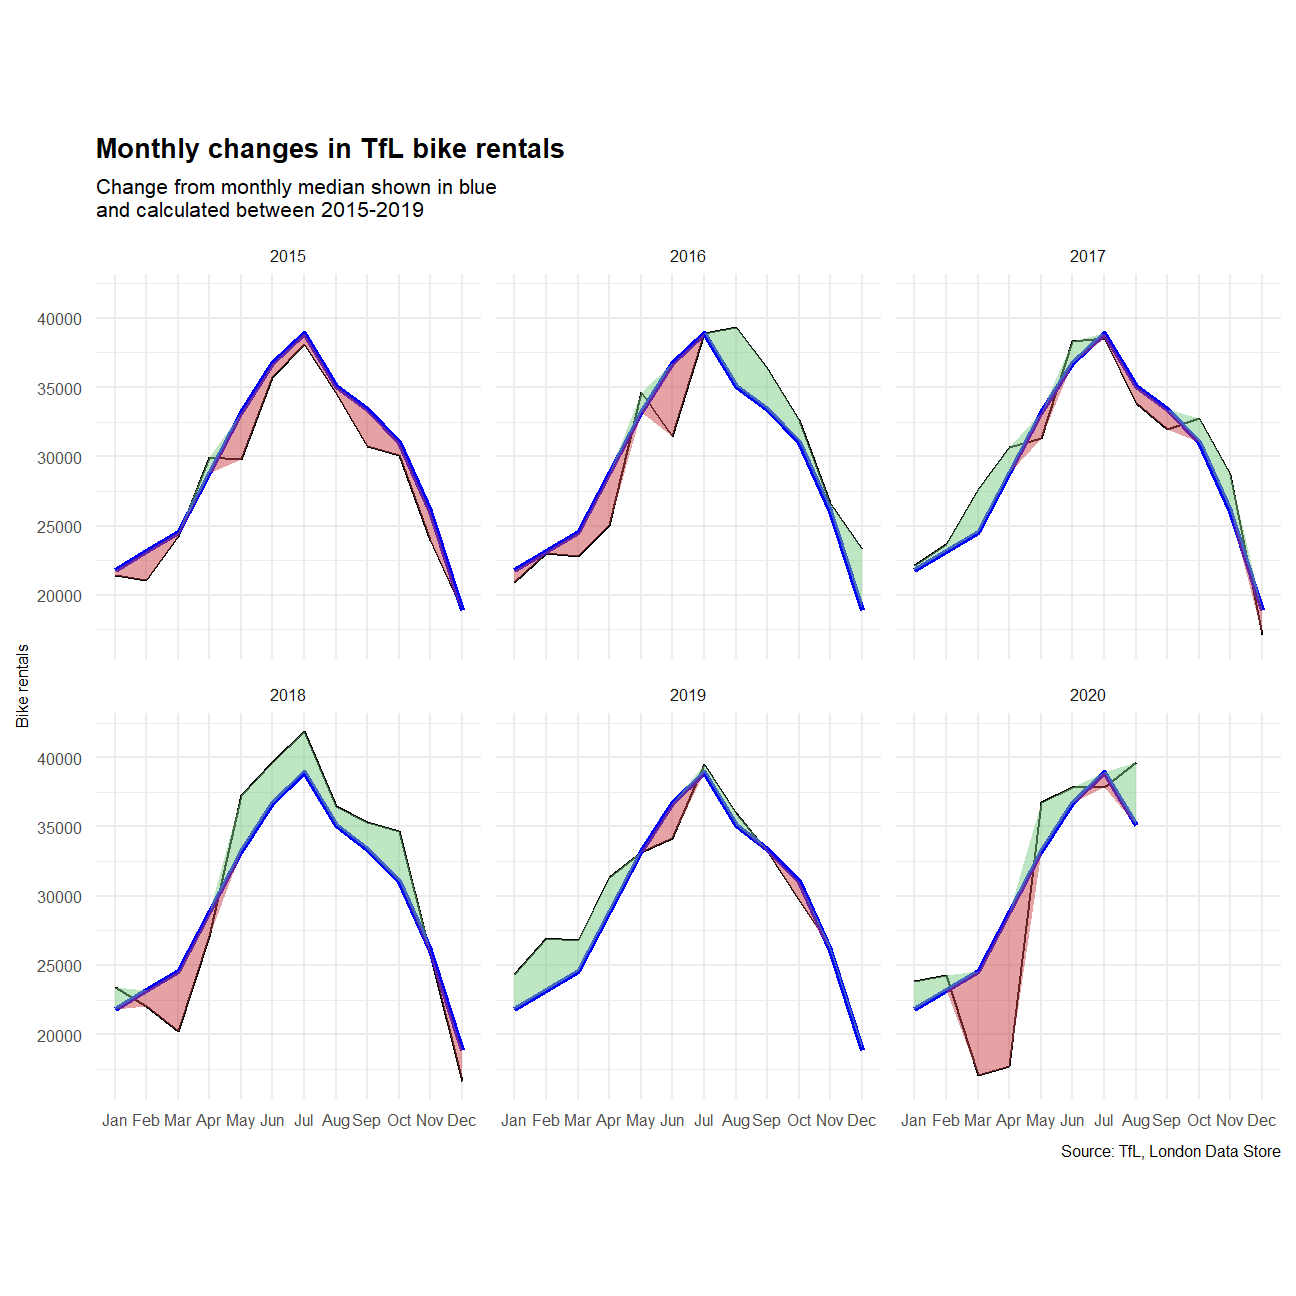 Monthly changes in TfL bike rentals
Change from monthly median shown in blue
and calculated between 2015-2019
2015 2016 2017
40000
35000
30000
25000
20000
Bike rentals
2018 2019 2020
40000
35000
30000
25000
20000
Jan Feb Mar Apr May Jun Jul Aug Sep Oct Nov Dec Jan Feb Mar Apr May Jun Jul Aug Sep Oct Nov Dec Jan Feb Mar Apr May Jun Jul Aug Sep Oct Nov Dec
Source: TfL, London Data Store